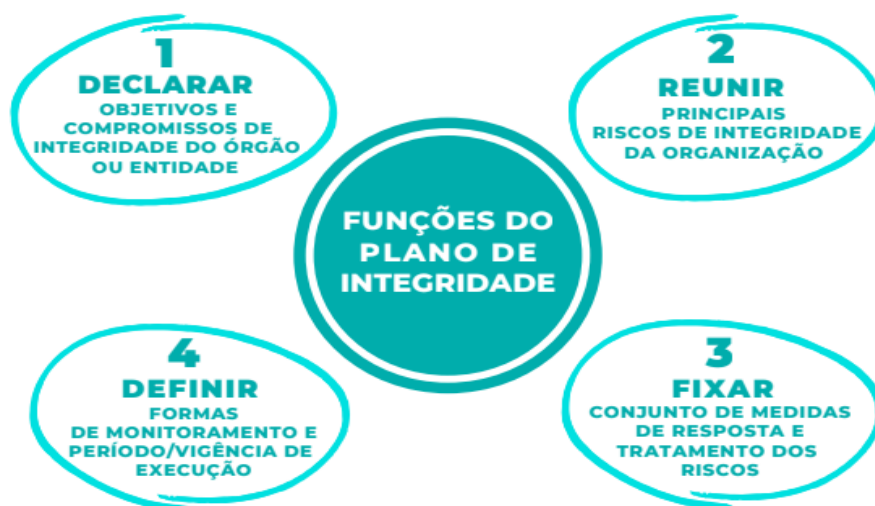 1
DECLARAR
OBJETIVOS E
COMPROMISSOS DE
INTEGRIDADE DO ÓRGÃO
OU ENTIDADE
2
REUNIR
PRINCIPAIS
RISCOS DE INTEGRIDADE
DA ORGANIZAÇÃO
FUNÇÕES DO
PLANO DE
INTEGRIDADE
3
FIXAR
CONJUNTO DE MEDIDAS
DE RESPOSTA E
TRATAMENTO DOS
RISCOS
4
DEFINIR
FORMAS
DE MONITORAMENTO E
PERÍODO/VIGÊNCIA DE
EXECUÇÃO